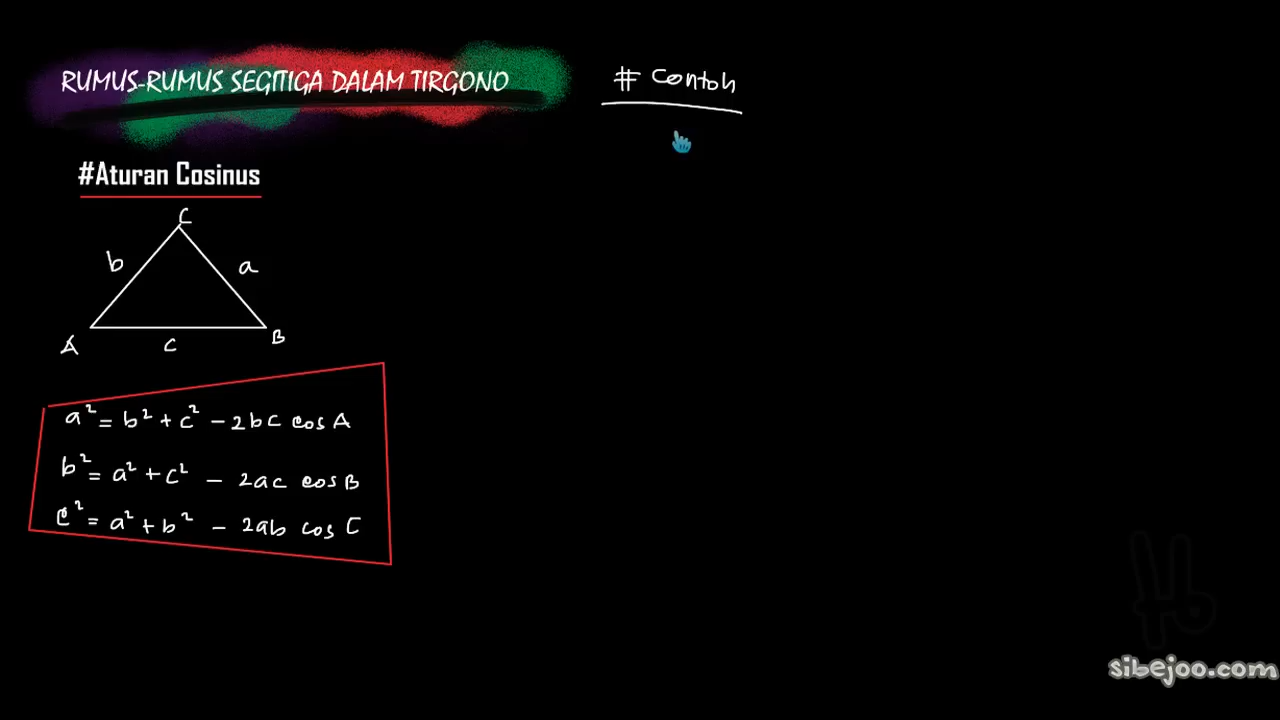 RUMUS-RUMUS SEGITIGA DALAM TIRGONO
# Contoh
#Aturan Cosinus
C
b
a
A
c
B
a² = b² + c² - 2bc cos A
b² = a² + c² - 2ac cos B
c² = a² + b² - 2ab cos C
sibejoo.com